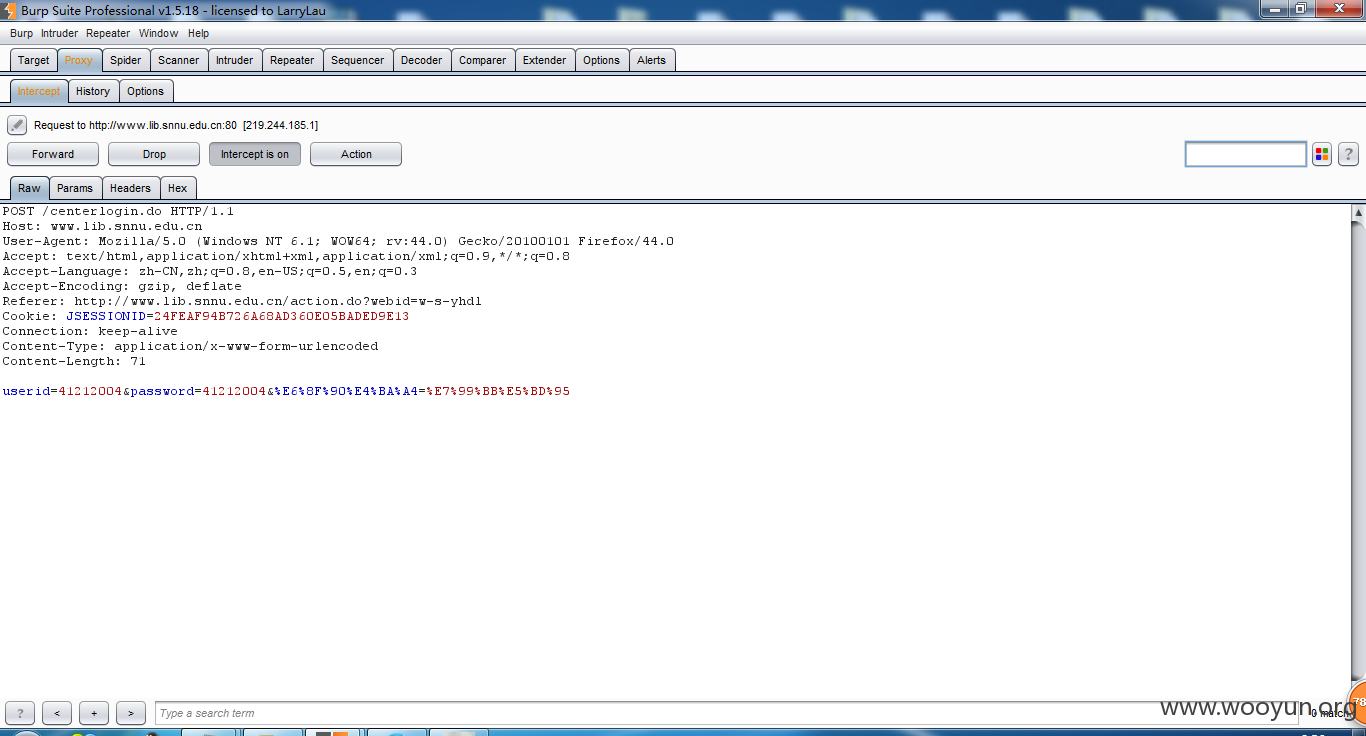 Burp Suite Professional v1.5.18 - licensed to LarryLau
Burp Intruder Repeater Window Help
Target Proxy Spider Scanner Intruder Repeater Sequencer Decoder Comparer Extender Options Alerts
Intercept History Options
Request to http://www.lib.snnu.edu.cn:80 [219.244.185.1]
Forward Drop Intercept is on Action
?
Raw Params Headers Hex
POST /centerlogin.do HTTP/1.1
Host: www.lib.snnu.edu.cn
User-Agent: Mozilla/5.0 (Windows NT 6.1; WOW64; rv:44.0) Gecko/20100101 Firefox/44.0
Accept: text/html,application/xhtml+xml,application/xml;q=0.9,*/*;q=0.8
Accept-Language: zh-CN,zh;q=0.8,en-US;q=0.5,en;q=0.3
Accept-Encoding: gzip, deflate
Referer: http://www.lib.snnu.edu.cn/action.do?webid=w-s-yhdl
Cookie: JSESSIONID=24FEAF94B726A68AD360E05BADED9E13
Connection: keep-alive
Content-Type: application/x-www-form-urlencoded
Content-Length: 71
userid=41212004&password=41212004&%E6%8F%90%E4%BA%A4=%E7%99%BB%E5%BD%95
? < + > Type a search term
0 match
78
www.wooyun.org